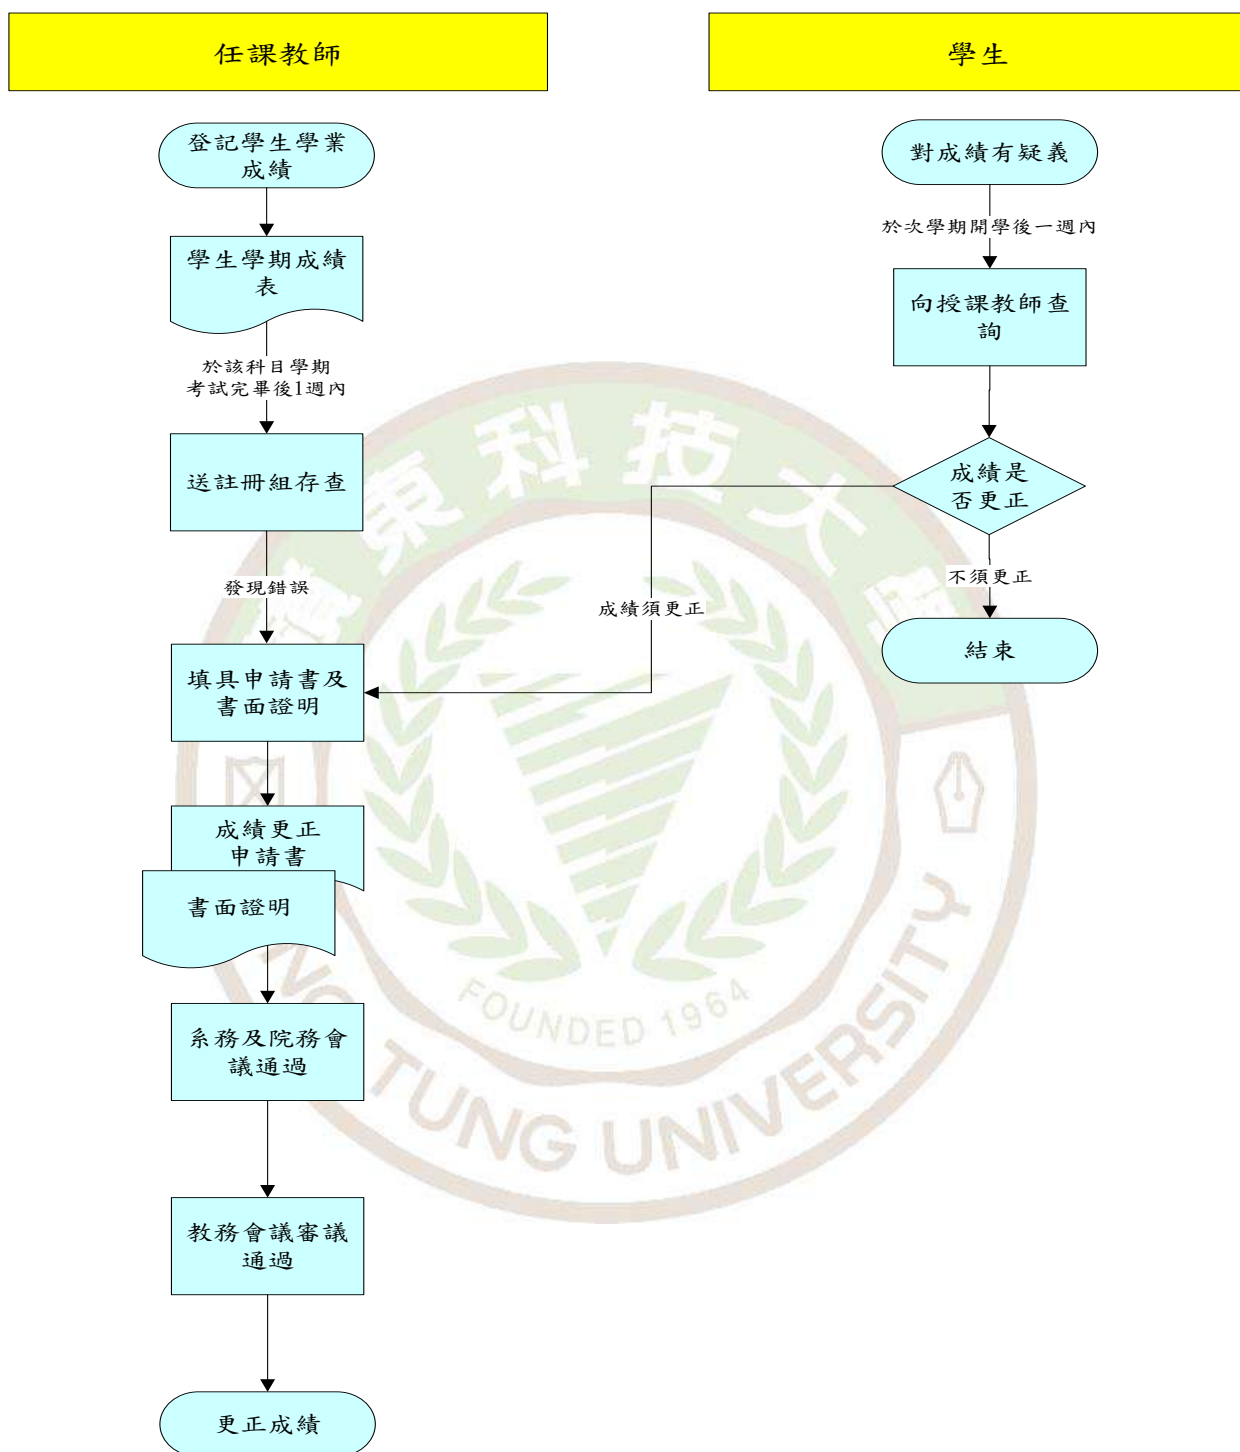 任課教師
學生
登記學生學業
成績
學生學期成績
表
於該科目學期
考試完畢後1週內
送註冊組存查
發現錯誤
填具申請書及
書面證明
成績更正
申請書
書面證明
系務及院務會
議通過
教務會議審議
通過
更正成績
對成績有疑義
於次學期開學後一週內
向授課教師查
詢
成績是
否更正
成績須更正
不須更正
結束
東科技大
FOUNDED 1964
TUNG UNIVERSITY